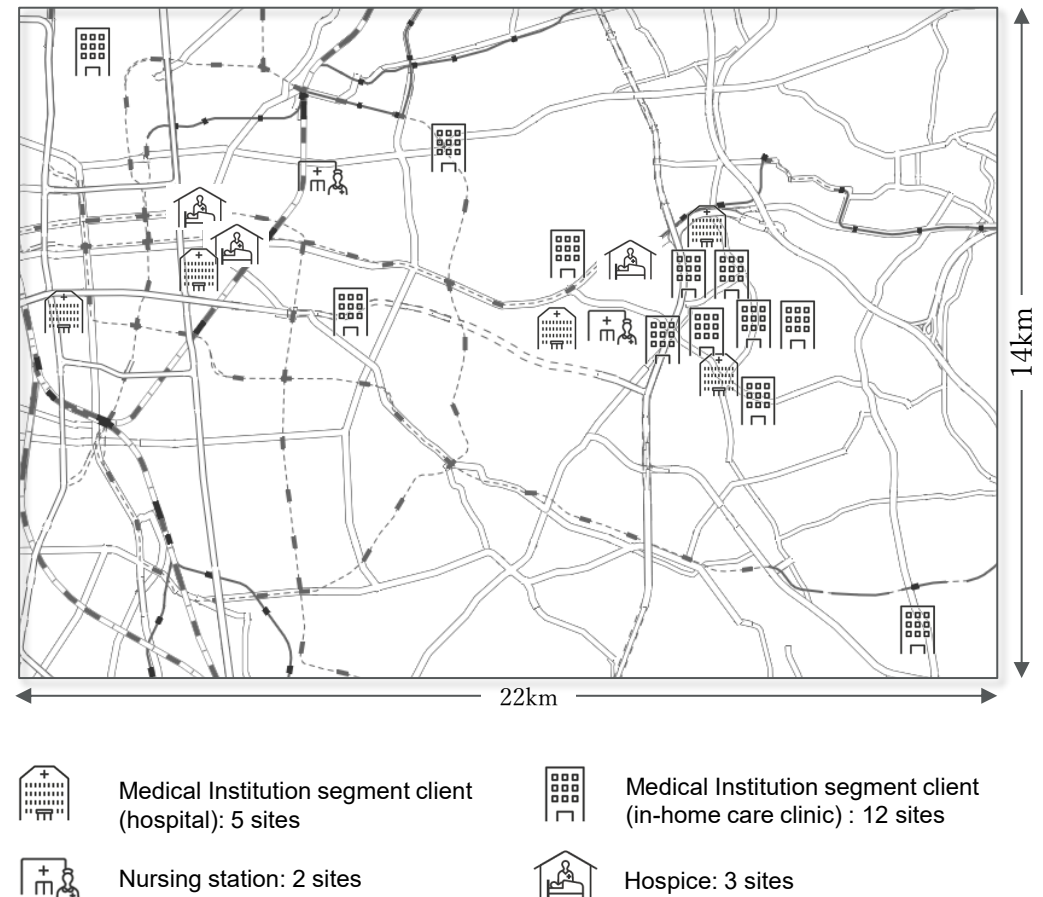 14km
22km
Medical Institution segment client
(hospital): 5 sites
Medical Institution segment client
(in-home care clinic) : 12 sites
Nursing station: 2 sites
Hospice: 3 sites